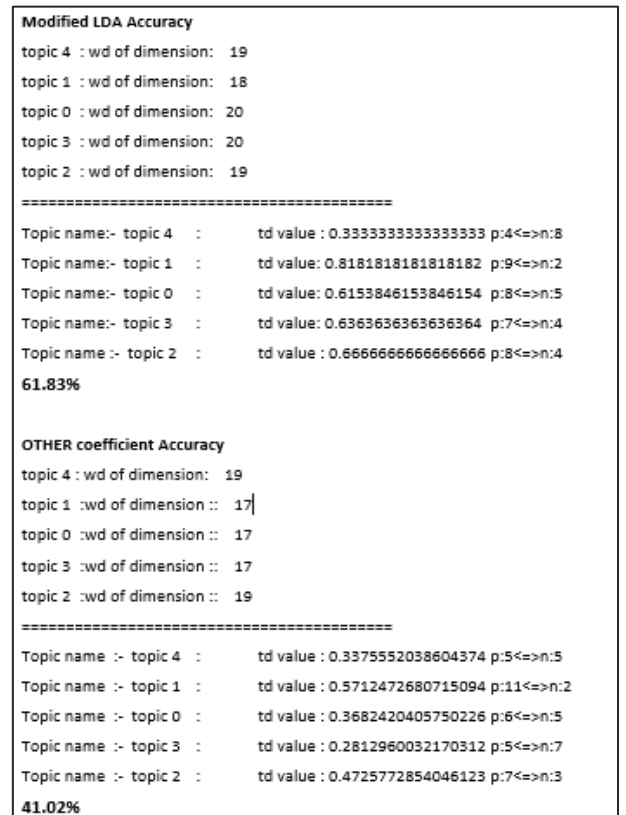 Modified LDA Accuracy
topic 4 : wd of dimension: 19
topic 1 : wd of dimension: 18
topic 0 : wd of dimension: 20
topic 3 : wd of dimension: 20
topic 2 : wd of dimension: 19
==========================================
Topic name:- topic 4 : td value : 0.3333333333333333 p:4<=>n:8
Topic name:- topic 1 : td value: 0.8181818181818182 p:9<=>n:2
Topic name:- topic 0 : td value: 0.6153846153846154 p:8<=>n:5
Topic name:- topic 3 : td value: 0.6363636363636364 p:7<=>n:4
Topic name :- topic 2 : td value : 0.6666666666666666 p:8<=>n:4
61.83%
OTHER coefficient Accuracy
topic 4 : wd of dimension: 19
topic 1 :wd of dimension :: 17
topic 0 :wd of dimension :: 17
topic 3 :wd of dimension :: 17
topic 2 :wd of dimension :: 19
==========================================
Topic name :- topic 4 : td value : 0.3375552038604374 p:5<=>n:5
Topic name :- topic 1 : td value : 0.5712472680715094 p:11<=>n:2
Topic name :- topic 0 : td value : 0.3682420405750226 p:6<=>n:5
Topic name :- topic 3 : td value : 0.2812960032170312 p:5<=>n:7
Topic name :- topic 2 : td value : 0.4725772854046123 p:7<=>n:3
41.02%